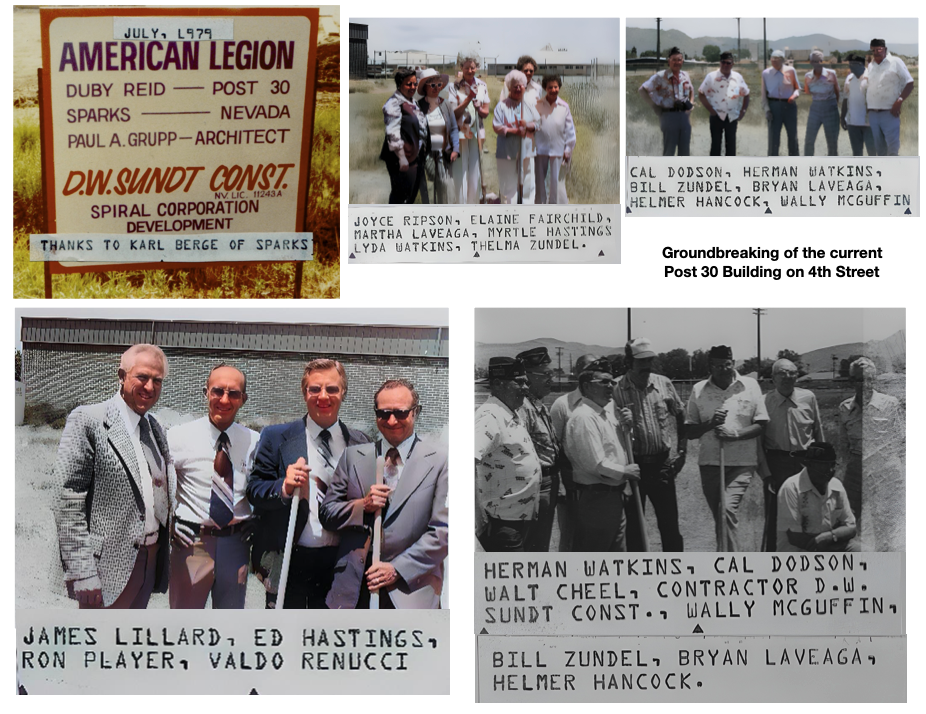 JULY, L979
AMERICAN LEGION
DUBY REID — POST 30
SPARKS — NEVADA
PAUL A. GRUPP — ARCHITECT
D.W. SUNDT CONST.
NV. LIC. 11243A
SPIRAL CORPORATION
DEVELOPMENT
THANKS TO KARL BERGE OF SPARKS
JOYCE RIPSON, ELAINE FAIRCHILD,
MARTHA LAVEAGA, MYRTLE HASTINGS
LYDA WATKINS, THELMA ZUNDEL.
CAL DODSON, HERMAN WATKINS,
BILL ZUNDEL, BRYAN LAVEAGA,
HELMER HANCOCK, WALLY MCGUFFIN
Groundbreaking of the current
Post 30 Building on 4th Street
JAMES LILLARD, ED HASTINGS,
RON PLAYER, VALDO RENUCCI
HERMAN WATKINS, CAL DODSON,
WALT CHEEL, CONTRACTOR D.W.
SUNDT CONST., WALLY MCGUFFIN,
BILL ZUNDEL, BRYAN LAVEAGA,
HELMER HANCOCK.